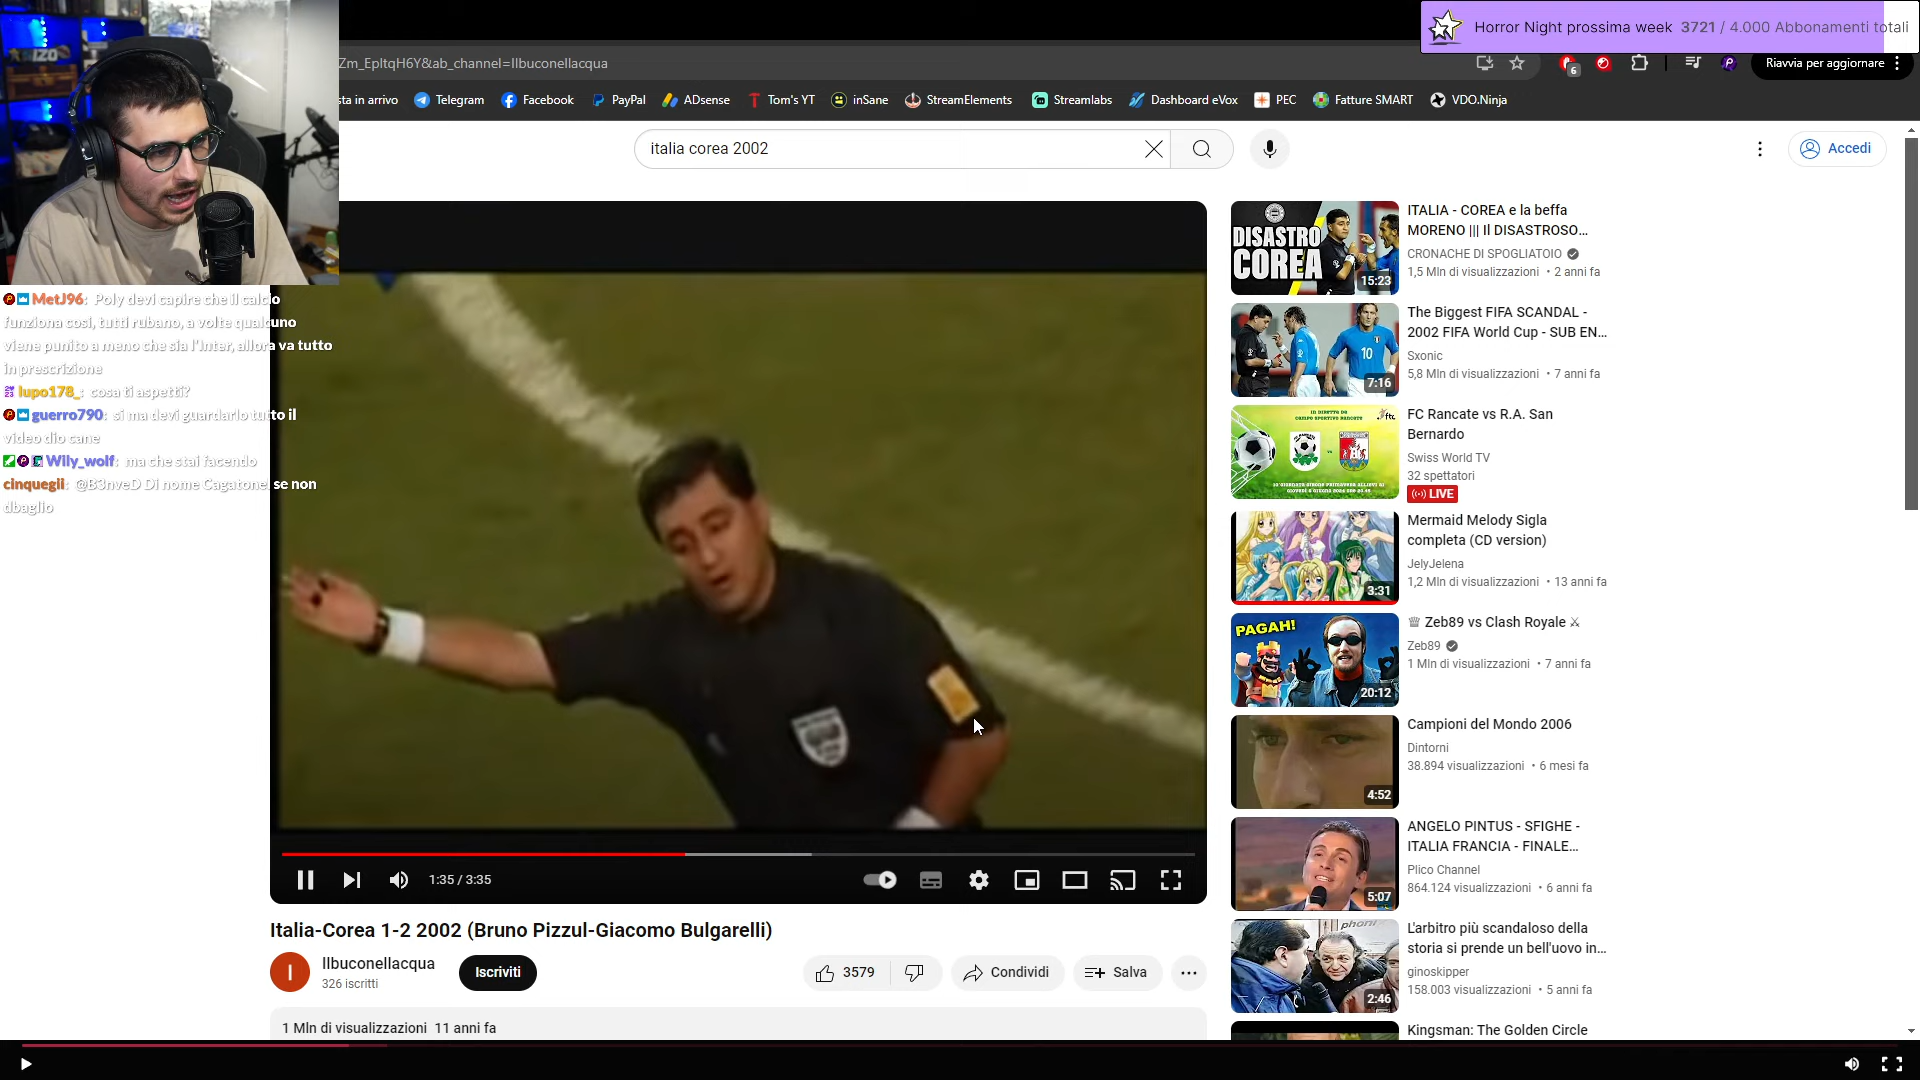 Horror Night prossima week 3721 / 4.000 Abbonamenti totali
Zm_EpItqH6Y&ab_channel=Ilbuconellacqua
6
Riavvia per aggiornare
sta in arrivo
Telegram
Facebook
PayPal
ADsense
Tom's YT
inSane
StreamElements
Streamlabs
Dashboard eVox
PEC
Fatture SMART
VDO.Ninja
italia corea 2002
Accedi
MetJ96: Poly devi capire che il calcio
funziona così, tutti rubano, a volte qualcuno
viene punito a meno che sia l'Inter, allora va tutto
in prescrizione
lupo178_: cosa ti aspetti?
guerro790: si ma devi guardarlo tutto il
video dio cane
Wily_wolf: ma che stai facendo
cinquegii: @B3nveD Di nome Cagatone, se non
dbaglio
1:35 / 3:35
Italia-Corea 1-2 2002 (Bruno Pizzul-Giacomo Bulgarelli)
I
Ilbuconellacqua
326 iscritti
Iscriviti
3579
Condividi
Salva
1 Mln di visualizzazioni 11 anni fa
DISASTRO
COREA
15:23
ITALIA - COREA e la beffa
MORENO ||| Il DISASTROSO...
CRONACHE DI SPOGLIATOIO
1,5 Mln di visualizzazioni • 2 anni fa
10
7:16
The Biggest FIFA SCANDAL -
2002 FIFA World Cup - SUB EN...
Sxonic
5,8 Mln di visualizzazioni • 7 anni fa
FC Rancate vs R.A. San
Bernardo
Swiss World TV
32 spettatori
LIVE
3:31
Mermaid Melody Sigla
completa (CD version)
JelyJelena
1,2 Mln di visualizzazioni • 13 anni fa
PAGAH!
20:12
♕ Zeb89 vs Clash Royale ⚔
Zeb89
1 Mln di visualizzazioni • 7 anni fa
4:52
Campioni del Mondo 2006
Dintorni
38.894 visualizzazioni • 6 mesi fa
5:07
ANGELO PINTUS - SFIGHE -
ITALIA FRANCIA - FINALE...
Plico Channel
864.124 visualizzazioni • 6 anni fa
2:46
L'arbitro più scandaloso della
storia si prende un bell'uovo in...
ginoskipper
158.003 visualizzazioni • 5 anni fa
Kingsman: The Golden Circle